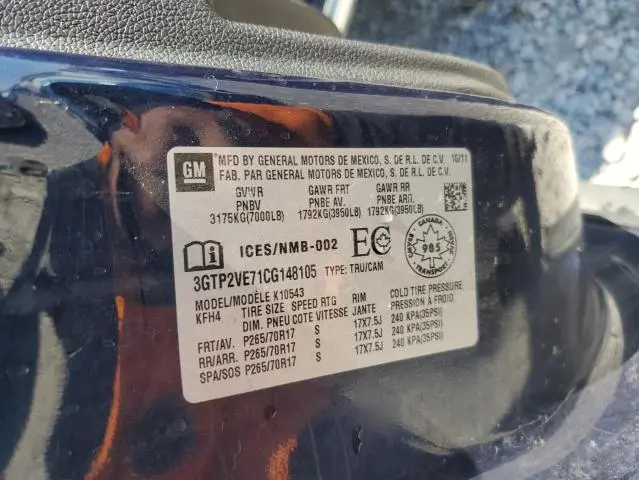 GM
MFD BY GENERAL MOTORS DE MEXICO, S. DE R.L. DE C.V. 10/11
FAB. PAR GENERAL MOTORS DE MEXICO, S. DE R.L. DE C.V.
GVWR GAWR FRT GAWR RR
PNBV PNBE AV. PNBE ARR.
3175KG(7000LB) 1792KG(3950LB) 1792KG(3950LB)
ICES/NMB-002 EC CANADA 985
3GTP2VE71CG148105 TYPE: TRU/CAM
MODEL/MODÈLE K10543
KFH4 TIRE SIZE SPEED RTG RIM COLD TIRE PRESSURE
DIM. PNEU COTE VITESSE JANTE PRESSION À FROID
FRT/AV. P265/70R17 S 17X7.5J 240 KPA(35PSI)
RR/ARR. P265/70R17 S 17X7.5J 240 KPA(35PSI)
SPA/SOS P265/70R17 S 17X7.5J 240 KPA(35PSI)